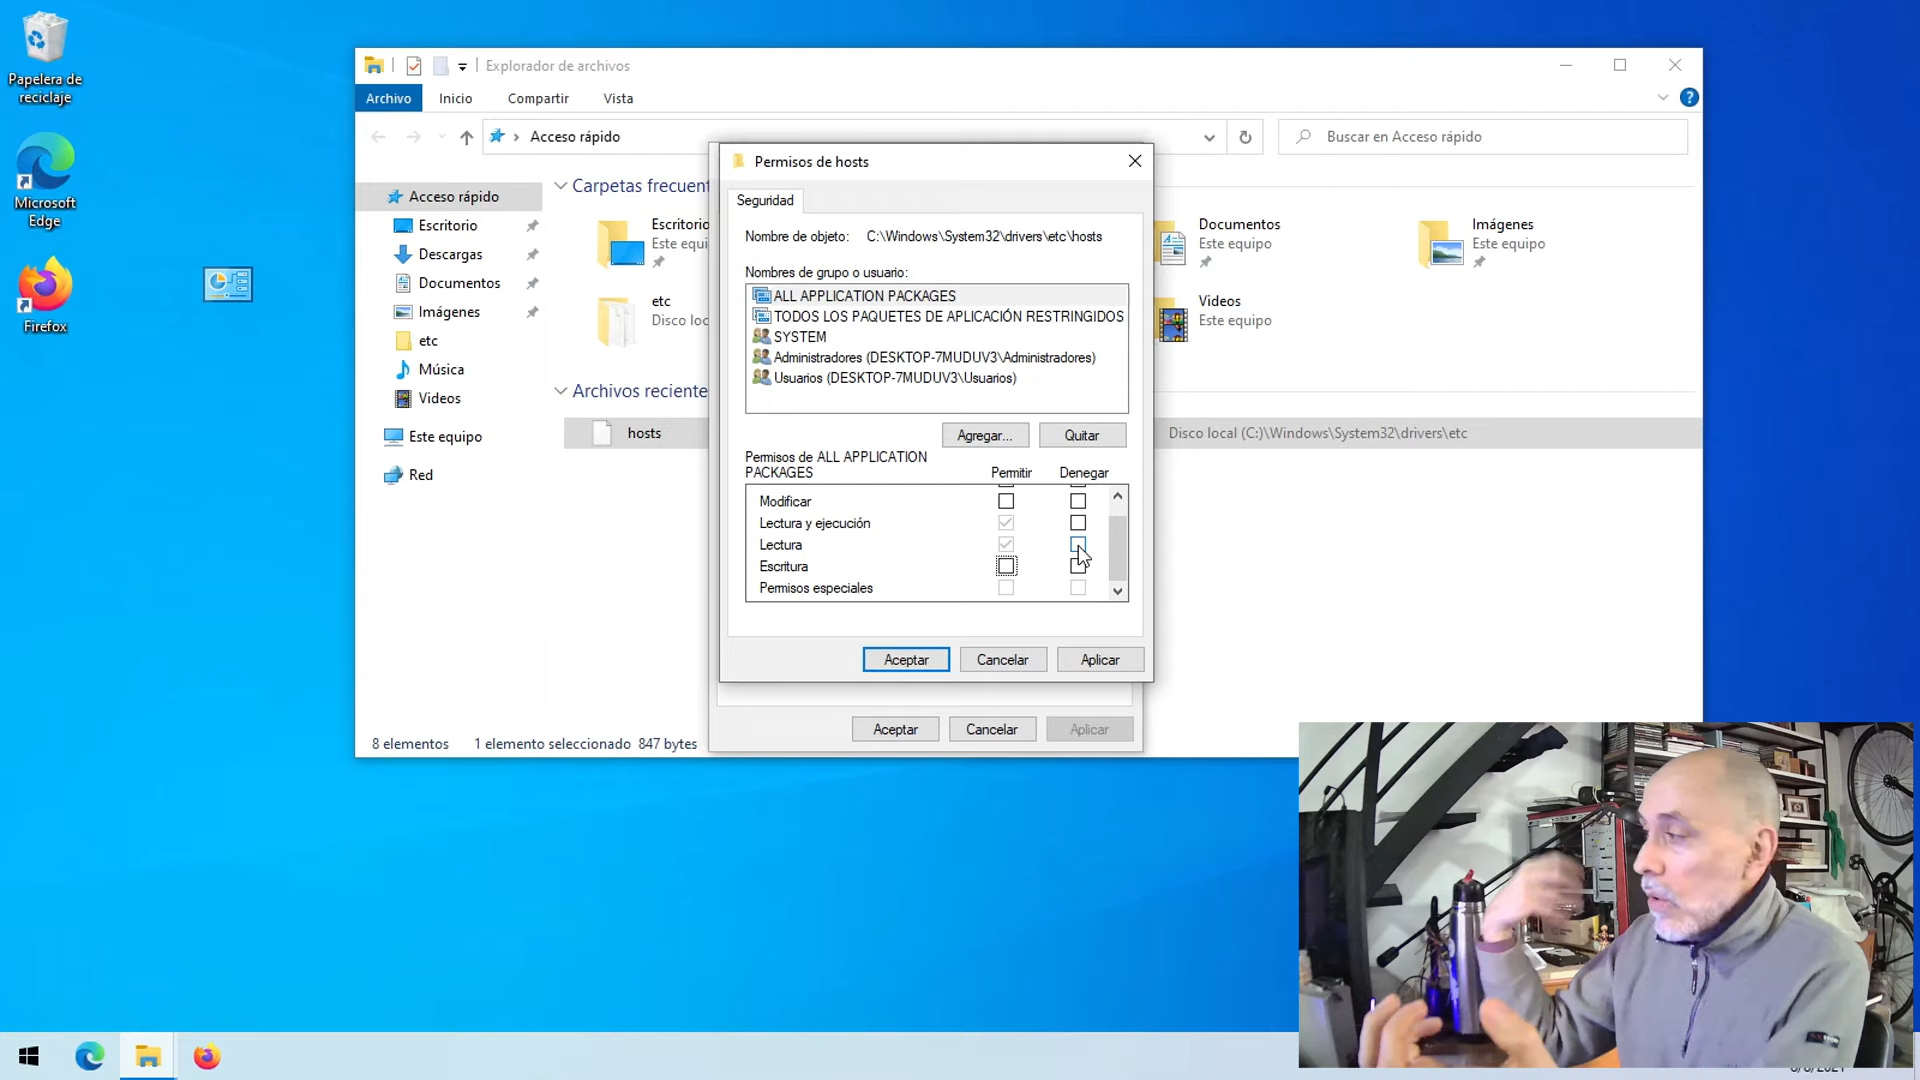 Papelera de
reciclaje
Microsoft
Edge
Firefox
Explorador de archivos
Archivo
Inicio
Compartir
Vista
Acceso rápido
Buscar en Acceso rápido
Acceso rápido
Escritorio
Descargas
Documentos
Imágenes
etc
Música
Videos
Este equipo
Red
Carpetas frecuent
Escritorio
Este equi
etc
Disco loc
Documentos
Este equipo
Videos
Este equipo
Imágenes
Este equipo
Archivos reciente
hosts
Disco local (C:)\Windows\System32\drivers\etc
8 elementos
1 elemento seleccionado 847 bytes
Permisos de hosts
Seguridad
Nombre de objeto: C:\Windows\System32\drivers\etc\hosts
Nombres de grupo o usuario:
ALL APPLICATION PACKAGES
TODOS LOS PAQUETES DE APLICACIÓN RESTRINGIDOS
SYSTEM
Administradores (DESKTOP-7MUDUV3\Administradores)
Usuarios (DESKTOP-7MUDUV3\Usuarios)
Agregar...
Quitar
Permisos de ALL APPLICATION
PACKAGES
Permitir
Denegar
Modificar
Lectura y ejecución
Lectura
Escritura
Permisos especiales
Aceptar
Cancelar
Aplicar
Aceptar
Cancelar
Aplicar